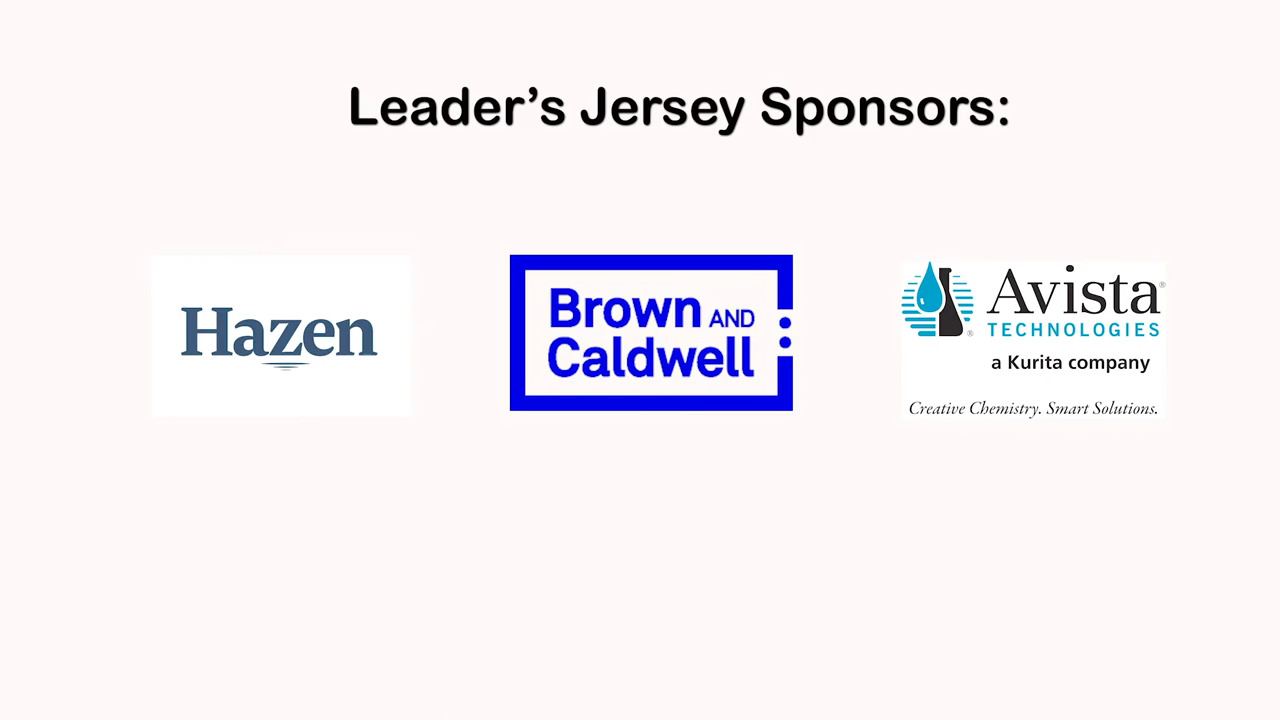 Leader’s Jersey Sponsors:
Hazen
Brown AND
Caldwell
Avista®
TECHNOLOGIES
®
a Kurita company
Creative Chemistry. Smart Solutions.